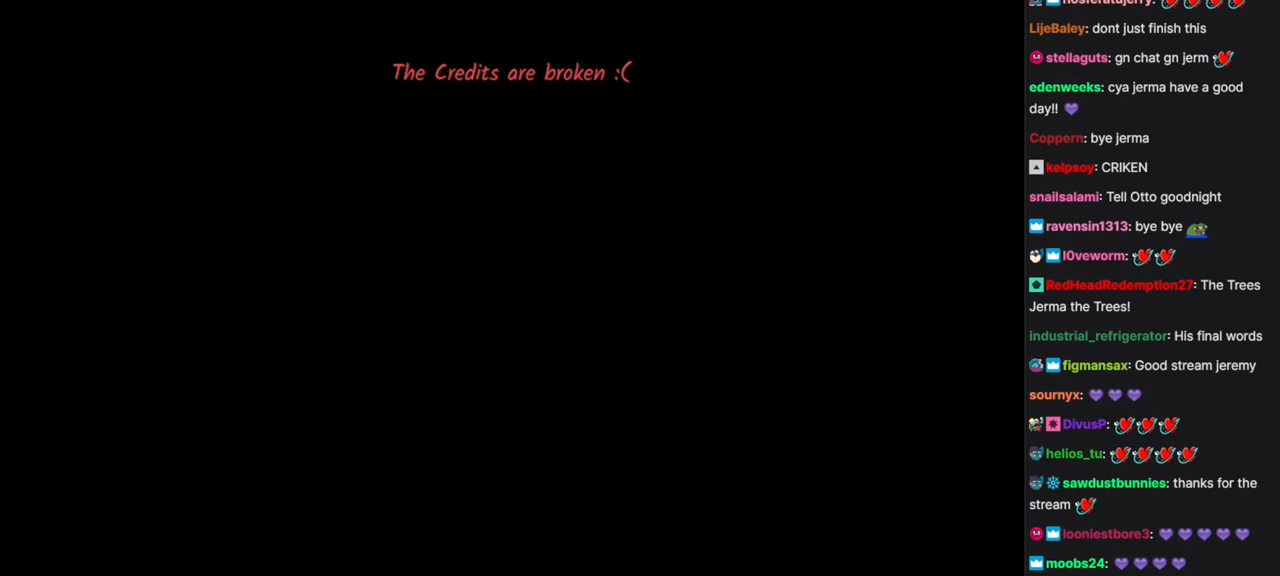 The Credits are broken :(
nosferatujerry:
LijeBaley: dont just finish this
stellaguts: gn chat gn jerm
edenweeks: cya jerma have a good
day!! 💜
Coppern: bye jerma
kelpsoy: CRIKEN
snailsalami: Tell Otto goodnight
ravensin1313: bye bye
l0veworm:
RedHeadRedemption27: The Trees
Jerma the Trees!
industrial_refrigerator: His final words
figmansax: Good stream jeremy
sournyx: 💜 💜 💜
DivusP:
helios_tu:
sawdustbunnies: thanks for the
stream
looniestbore3: 💜 💜 💜 💜 💜
moobs24: 💜 💜 💜 💜